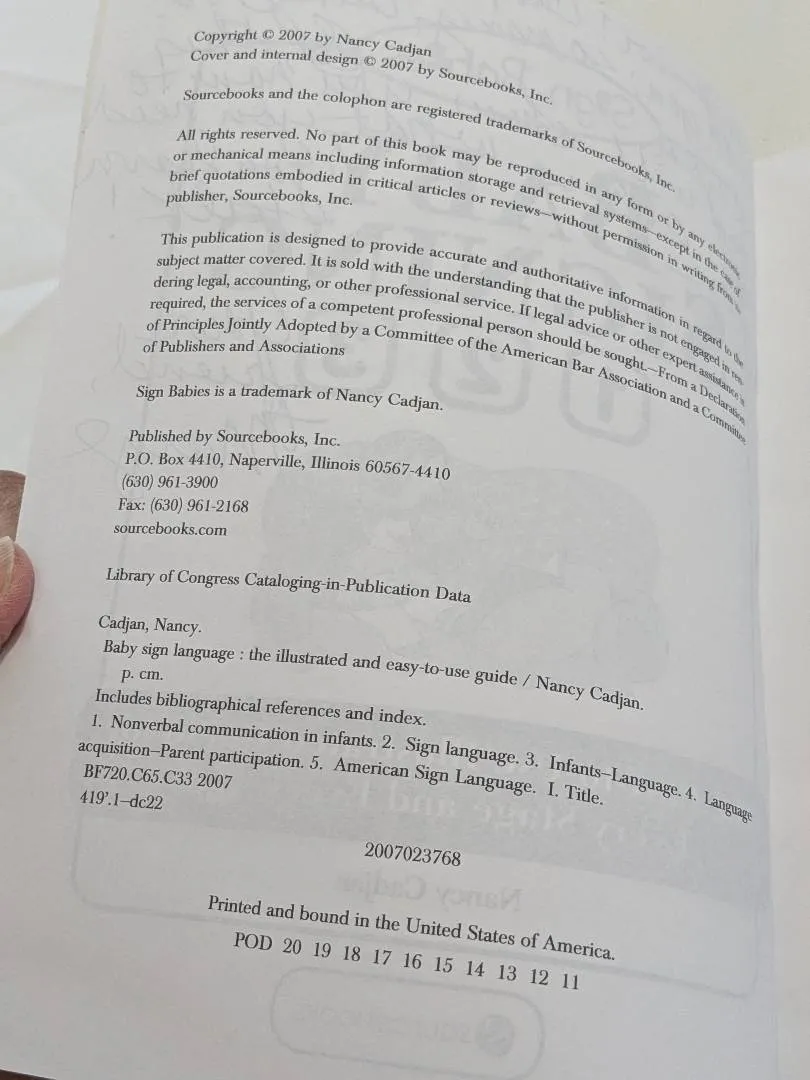 Copyright © 2007 by Nancy Cadjan
Cover and internal design © 2007 by Sourcebooks, Inc.
Sourcebooks and the colophon are registered trademarks of Sourcebooks, Inc.
All rights reserved. No part of this book may be reproduced in any form or by any electronic
or mechanical means including information storage and retrieval systems—except in the case of
brief quotations embodied in critical articles or reviews—without permission in writing from
publisher, Sourcebooks, Inc.
This publication is designed to provide accurate and authoritative information in regard to the
subject matter covered. It is sold with the understanding that the publisher is not engaged in ren-
dering legal, accounting, or other professional service. If legal advice or other expert assistance is
required, the services of a competent professional person should be sought.—From a Declaration
of Principles Jointly Adopted by a Committee of the American Bar Association and a Committee
of Publishers and Associations
Sign Babies is a trademark of Nancy Cadjan.
Published by Sourcebooks, Inc.
P.O. Box 4410, Naperville, Illinois 60567-4410
(630) 961-3900
Fax: (630) 961-2168
sourcebooks.com
Library of Congress Cataloging-in-Publication Data
Cadjan, Nancy.
Baby sign language : the illustrated and easy-to-use guide / Nancy Cadjan.
p. cm.
Includes bibliographical references and index.
1. Nonverbal communication in infants. 2. Sign language. 3. Infants—Language. 4. Language
acquisition—Parent participation. 5. American Sign Language. I. Title.
BF720.C65.C33 2007
419'.1—dc22
2007023768
Printed and bound in the United States of America.
POD 20 19 18 17 16 15 14 13 12 11